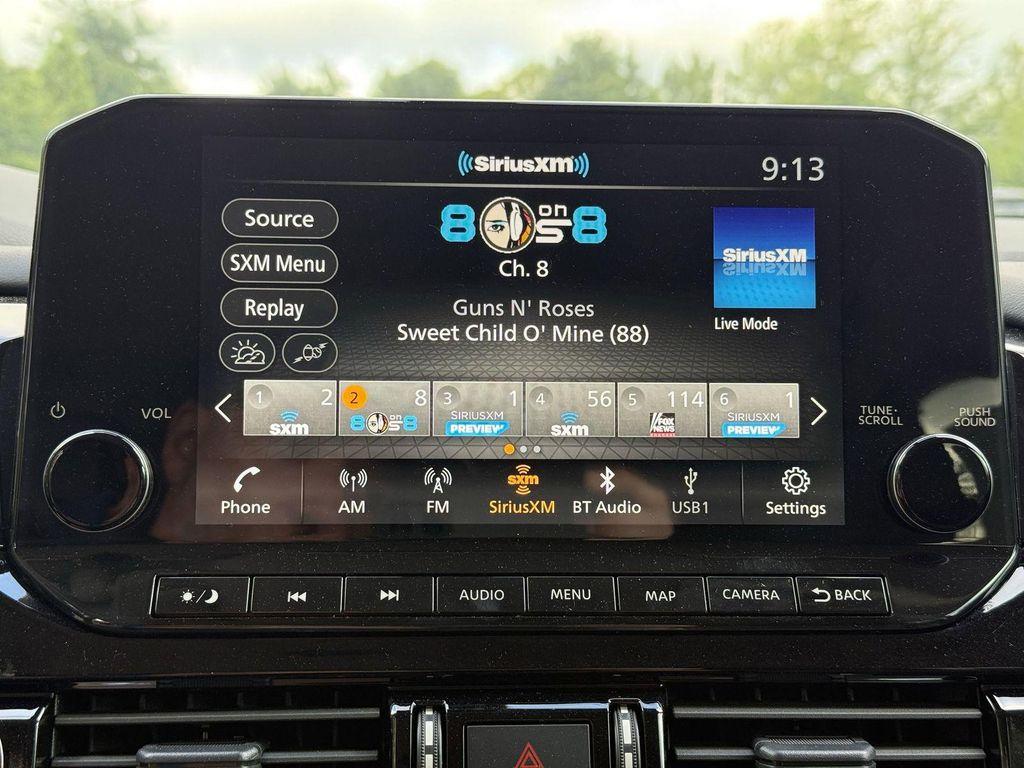 SiriusXM
9:13
Source
SXM Menu
Replay
8 on 8
Ch. 8
Guns N' Roses
Sweet Child O' Mine (88)
SiriusXM
Live Mode
1 2
sxm
2 8
8 on 8
3 1
SIRIUSXM
PREVIEW
4 56
sxm
5 114
FOX
NEWS
6 1
SIRIUSXM
PREVIEW
VOL
TUNE·
SCROLL
PUSH
SOUND
Phone
AM
FM
sxm
SiriusXM
BT Audio
USB1
Settings
AUDIO
MENU
MAP
CAMERA
BACK